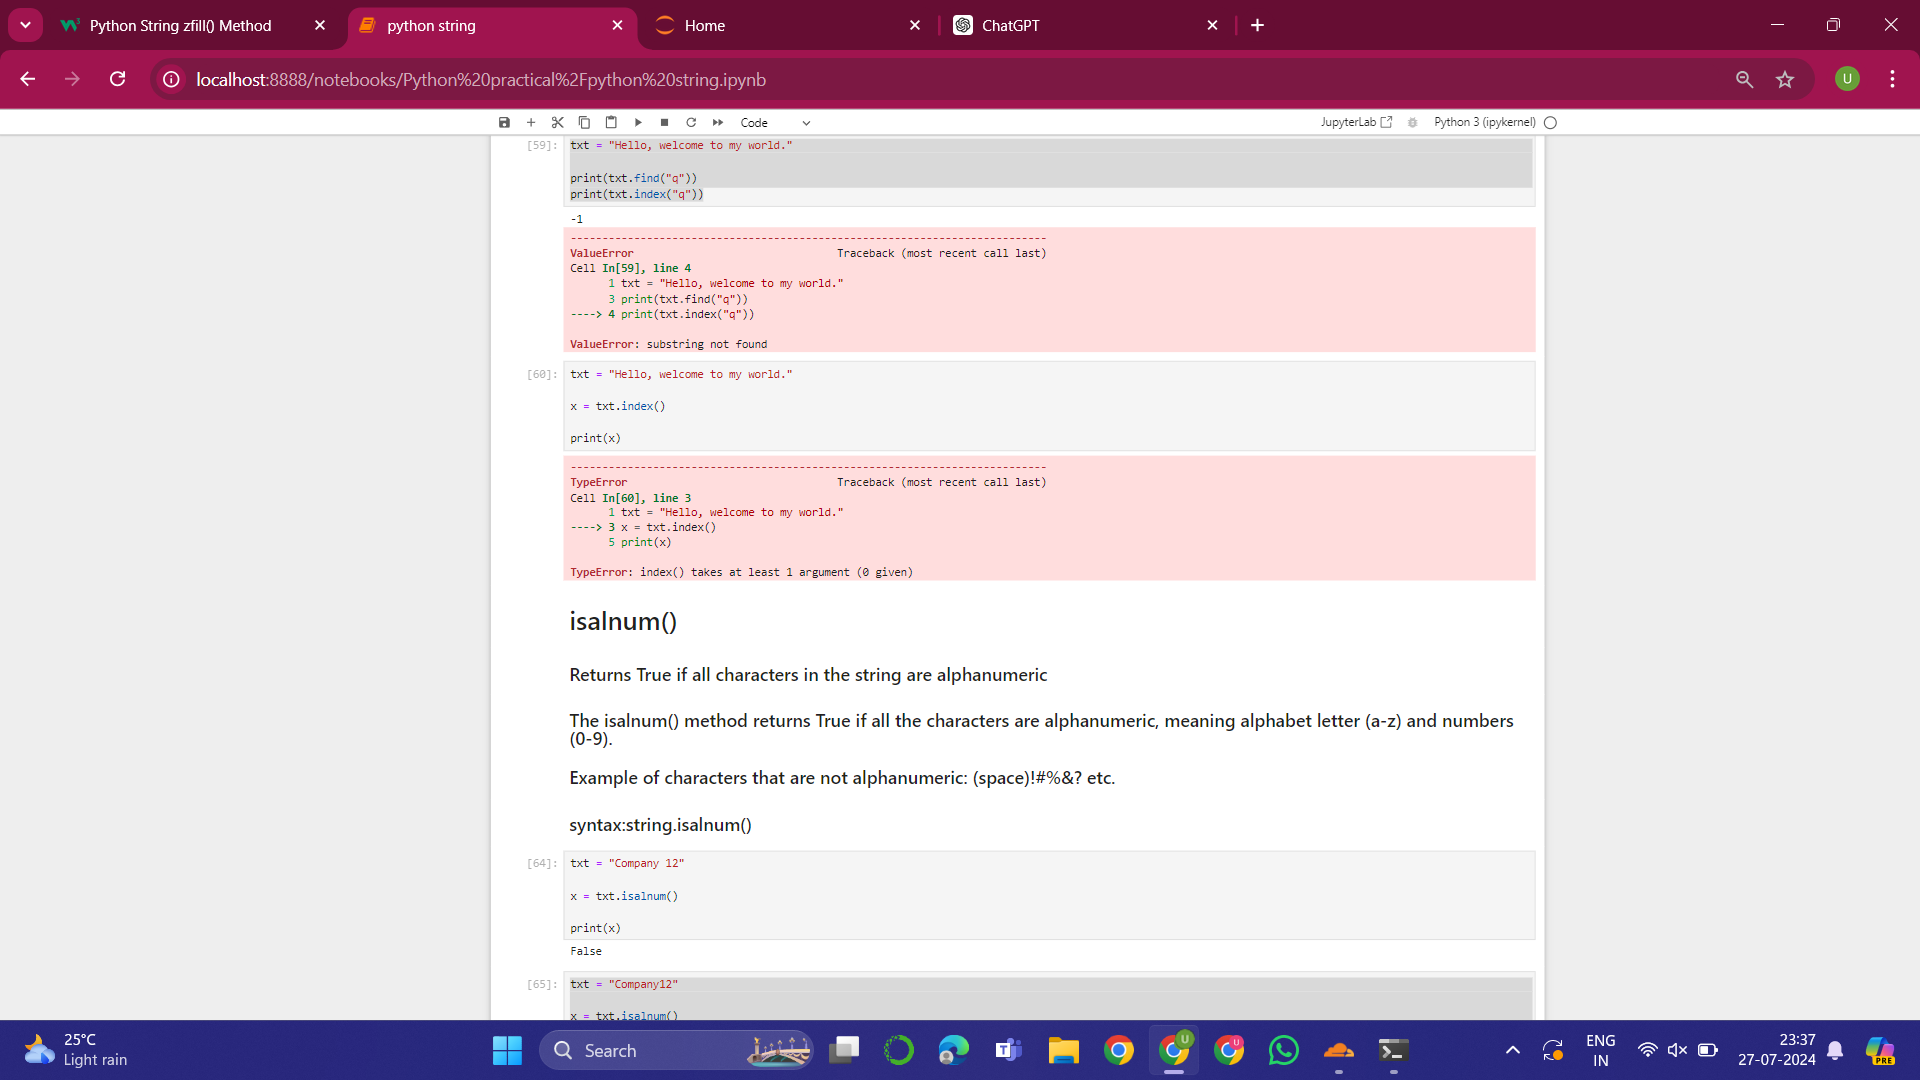 Python String zfill() Method
python string
Home
ChatGPT
localhost:8888/notebooks/Python%20practical%2Fpython%20string.ipynb
U
Code
JupyterLab
Python 3 (ipykernel)
[59]:
txt = "Hello, welcome to my world."
print(txt.find("q"))
print(txt.index("q"))
-1
---------------------------------------------------------------------------
ValueError                                Traceback (most recent call last)
Cell In[59], line 4
      1 txt = "Hello, welcome to my world."
      3 print(txt.find("q"))
----> 4 print(txt.index("q"))
ValueError: substring not found
[60]:
txt = "Hello, welcome to my world."
x = txt.index()
print(x)
---------------------------------------------------------------------------
TypeError                                 Traceback (most recent call last)
Cell In[60], line 3
      1 txt = "Hello, welcome to my world."
----> 3 x = txt.index()
      5 print(x)
TypeError: index() takes at least 1 argument (0 given)
isalnum()
Returns True if all characters in the string are alphanumeric
The isalnum() method returns True if all the characters are alphanumeric, meaning alphabet letter (a-z) and numbers
(0-9).
Example of characters that are not alphanumeric: (space)!#%&? etc.
syntax:string.isalnum()
[64]:
txt = "Company 12"
x = txt.isalnum()
print(x)
False
[65]:
txt = "Company12"
x = txt.isalnum()
25°C
Light rain
Search
U
U
ENG
IN
23:37
27-07-2024
PRE